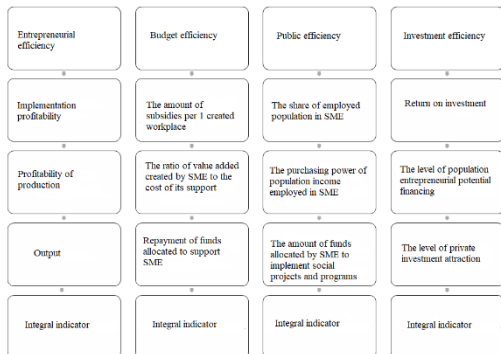 Entrepreneurial
efficiency
Budget efficiency
Public efficiency
Investment efficiency
Implementation
profitability
The amount of
subsidies per 1 created
workplace
The share of employed
population in SME
Return on investment
Profitability of
production
The ratio of value added
created by SME to the
cost of its support
The purchasing power of
population income
employed in SME
The level of population
entrepreneurial potential
financing
Output
Repayment of funds
allocated to support
SME
The amount of funds
allocated by SME to
implement social
projects and programs
The level of private
investment attraction
Integral indicator
Integral indicator
Integral indicator
Integral indicator